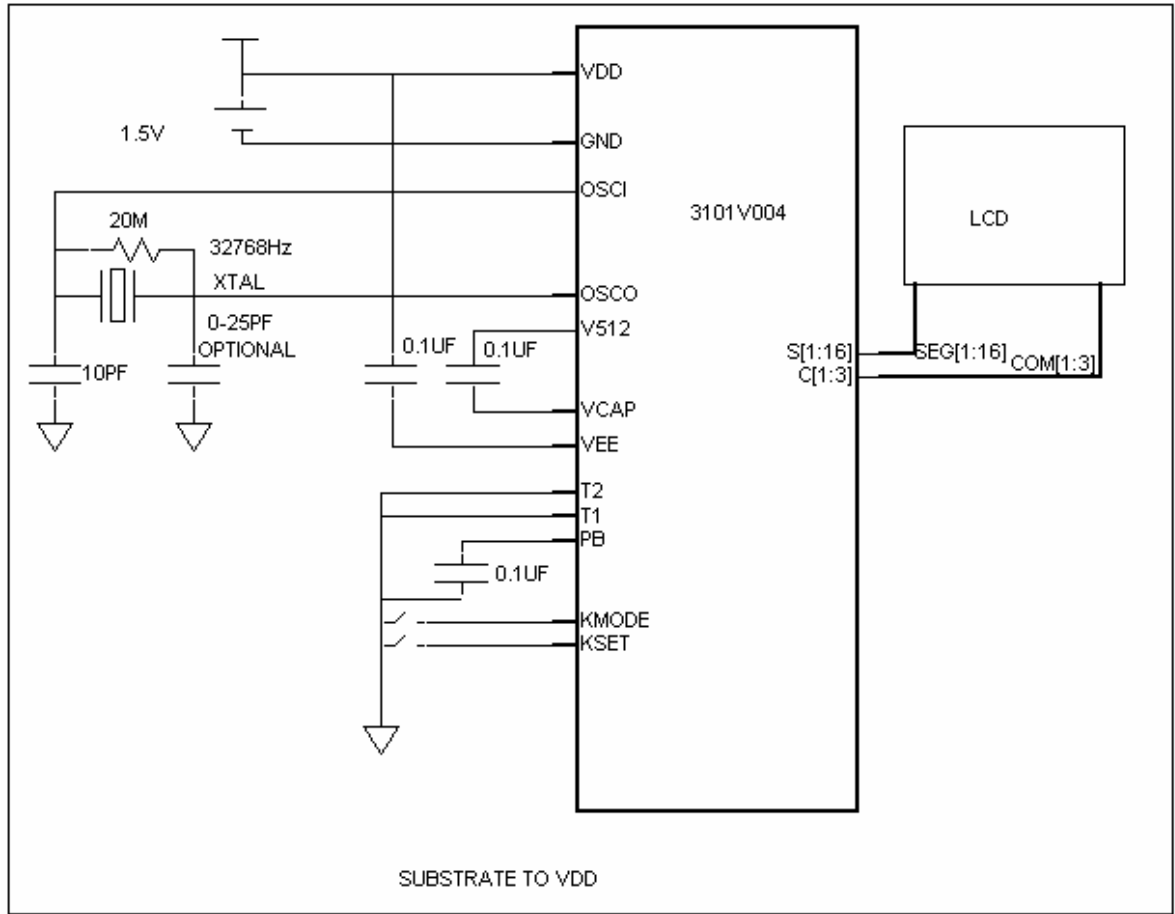 VDD
1.5V
GND
OSCI
3101V004
LCD
20M
32768Hz
XTAL
OSCO
0-25PF
OPTIONAL
V512
0.1UF
0.1UF
10PF
S[1:16]
SEG[1:16]
C[1:3]
COM[1:3]
VCAP
VEE
T2
T1
PB
0.1UF
KMODE
KSET
SUBSTRATE TO VDD